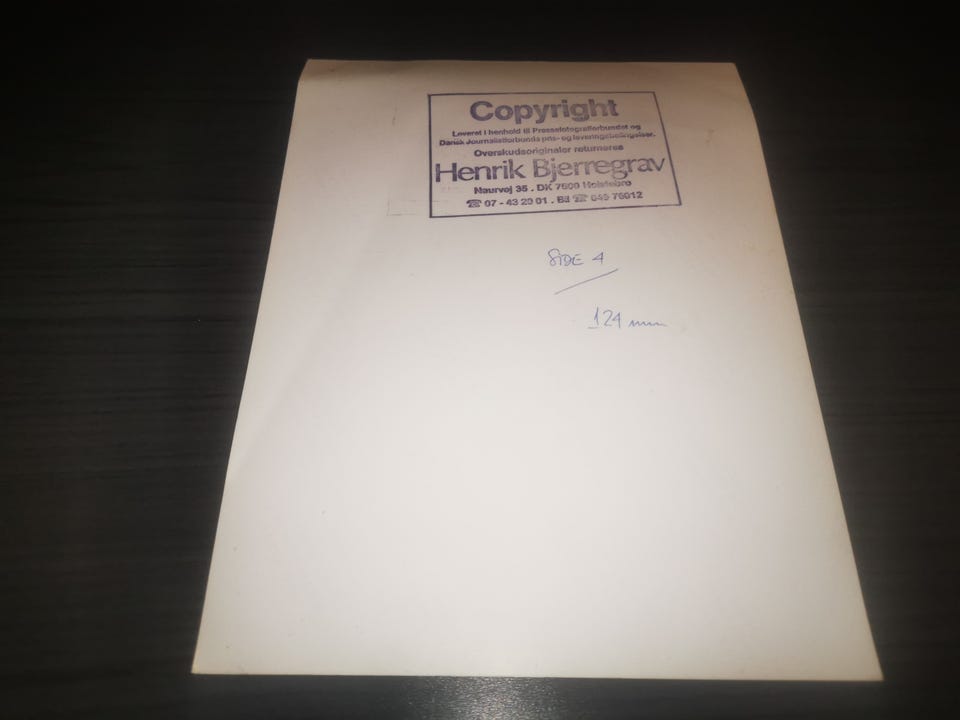 Copyright
Leveret i henhold til Pressefotografforbundet og
Dansk Journalistforbunds pris- og leveringsbetingelser.
Overskudsoriginaler returneres
Henrik Bjerregrav
Naurvej 35 . DK 7500 Holstebro
☎ 07 - 43 20 01 . Bil ☎ 049 76012
SIDE 4
124 mm